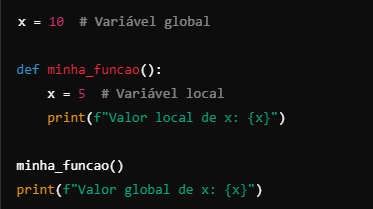 x = 10  # Variável global
def minha_funcao():
    x = 5  # Variável local
    print(f"Valor local de x: {x}")
minha_funcao()
print(f"Valor global de x: {x}")